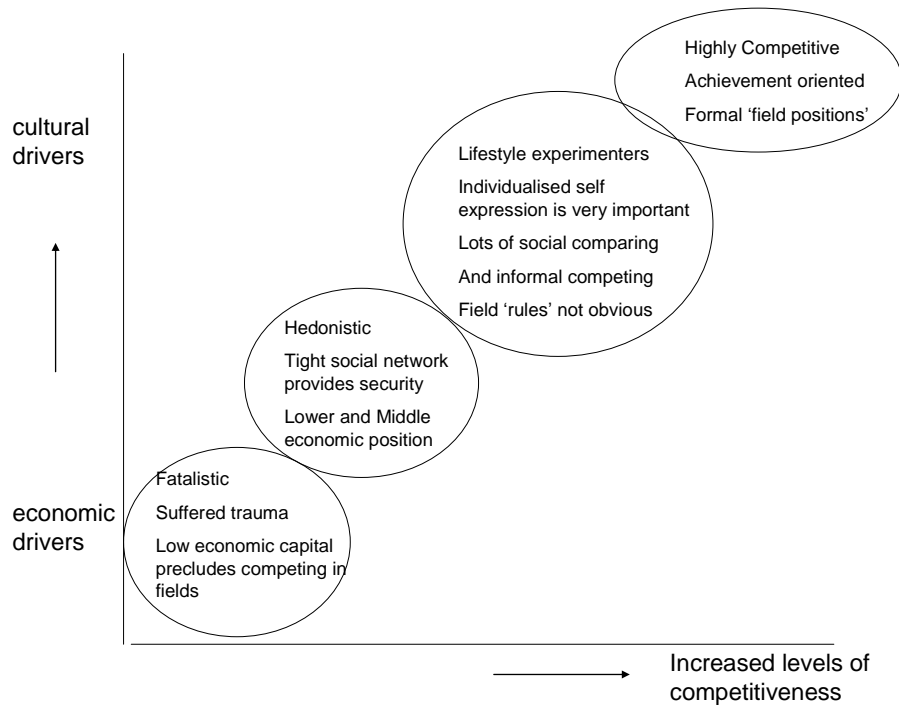 Highly Competitive
Achievement oriented
Formal ‘field positions’
cultural
drivers
Lifestyle experimenters
Individualised self
expression is very important
Lots of social comparing
And informal competing
Field ‘rules’ not obvious
Hedonistic
Tight social network
provides security
Lower and Middle
economic position
Fatalistic
Suffered trauma
Low economic capital
precludes competing in
fields
economic
drivers
Increased levels of
competitiveness